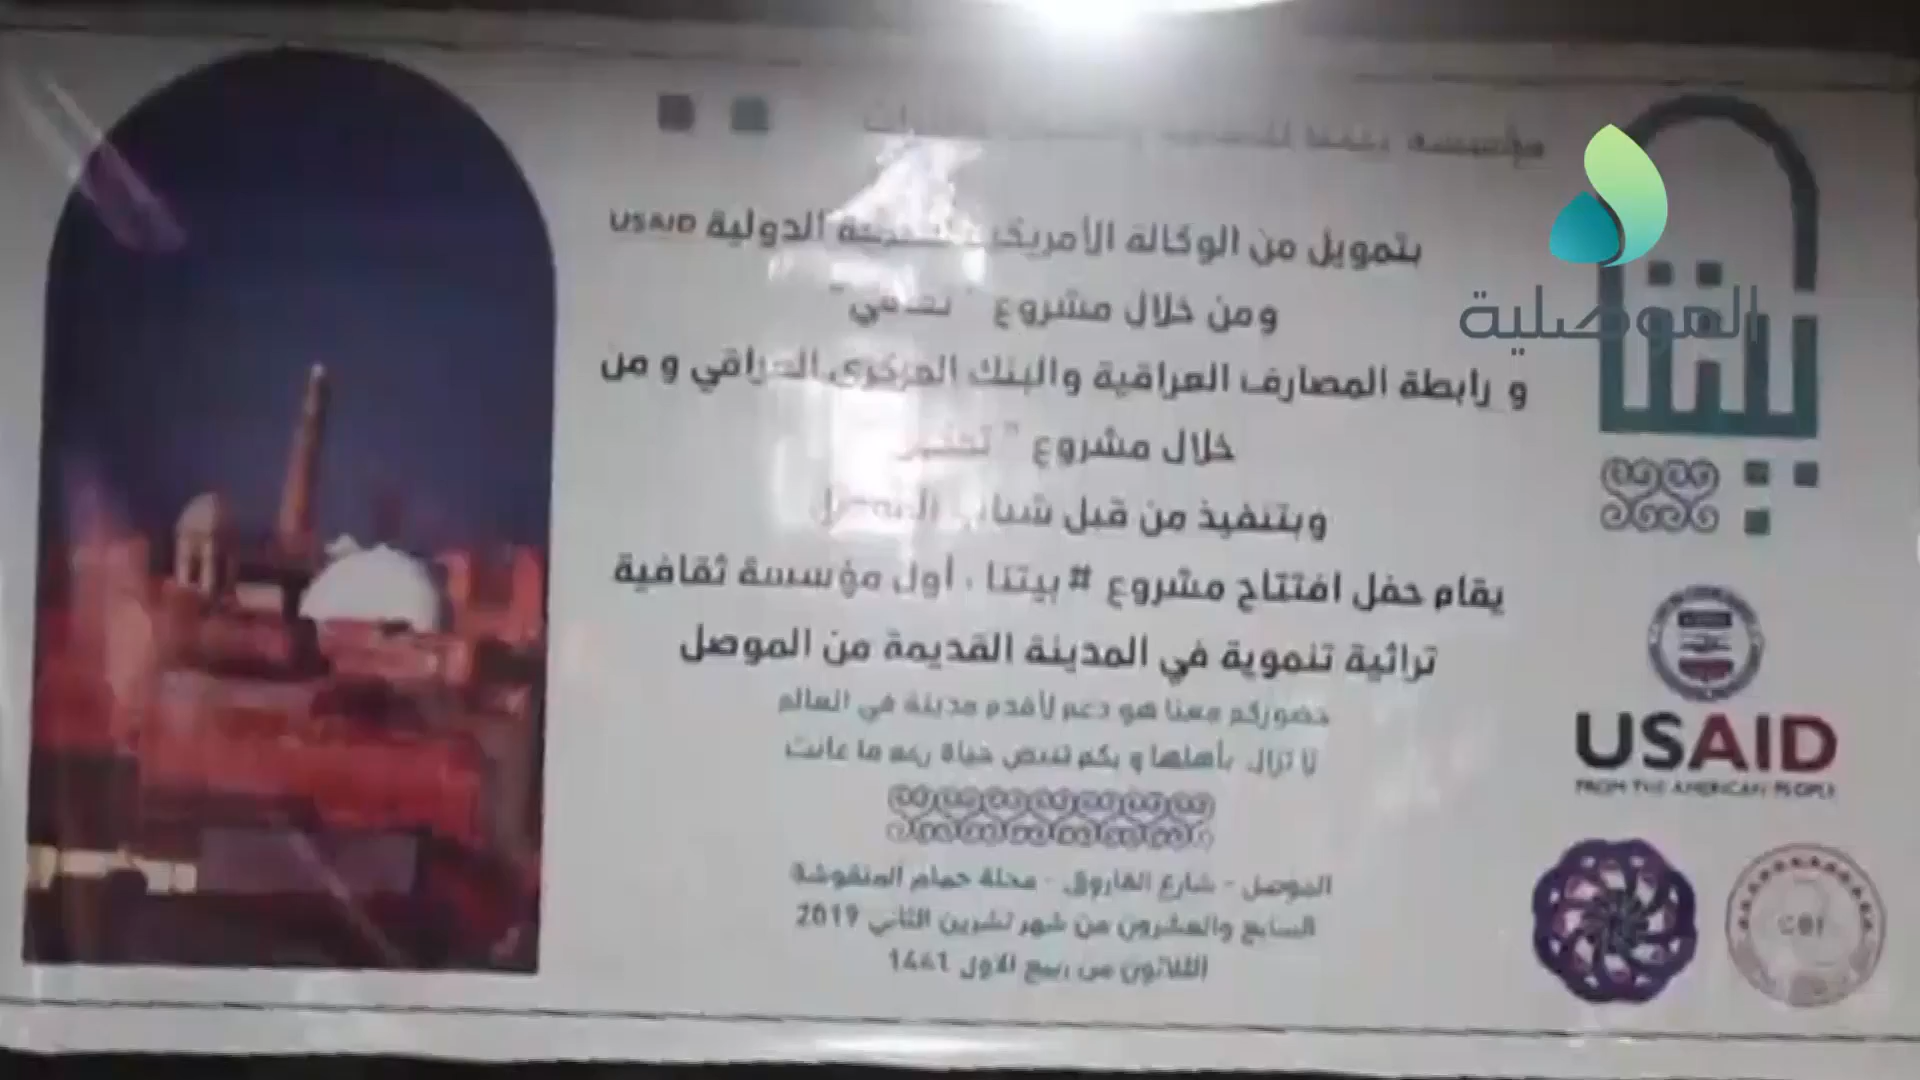 مؤسسة بيتنا
بتمويل من الوكالة الأمريكية الدولية USAID
ومن خلال مشروع "
و رابطة المصارف العراقية والبنك المركزي العراقي و من
خلال مشروع "
وبتنفيذ من قبل شباب الموصل
يقام حفل افتتاح مشروع # بيتنا ، أول مؤسسة ثقافية
تراثية تنموية في المدينة القديمة من الموصل
حضوركم معنا هو دعم لأقدم مدينة في العالم
لا تزال بأهلها و بكم تنبض حياة رغم ما عانت
الموصل - شارع الفاروق - محلة حمام المنقوشة
السابع والعشرون من شهر تشرين الثاني 2019
الثلاثون من ربيع الاول 1441
الموصلية
بيتنا
USAID
FROM THE AMERICAN PEOPLE
CBI